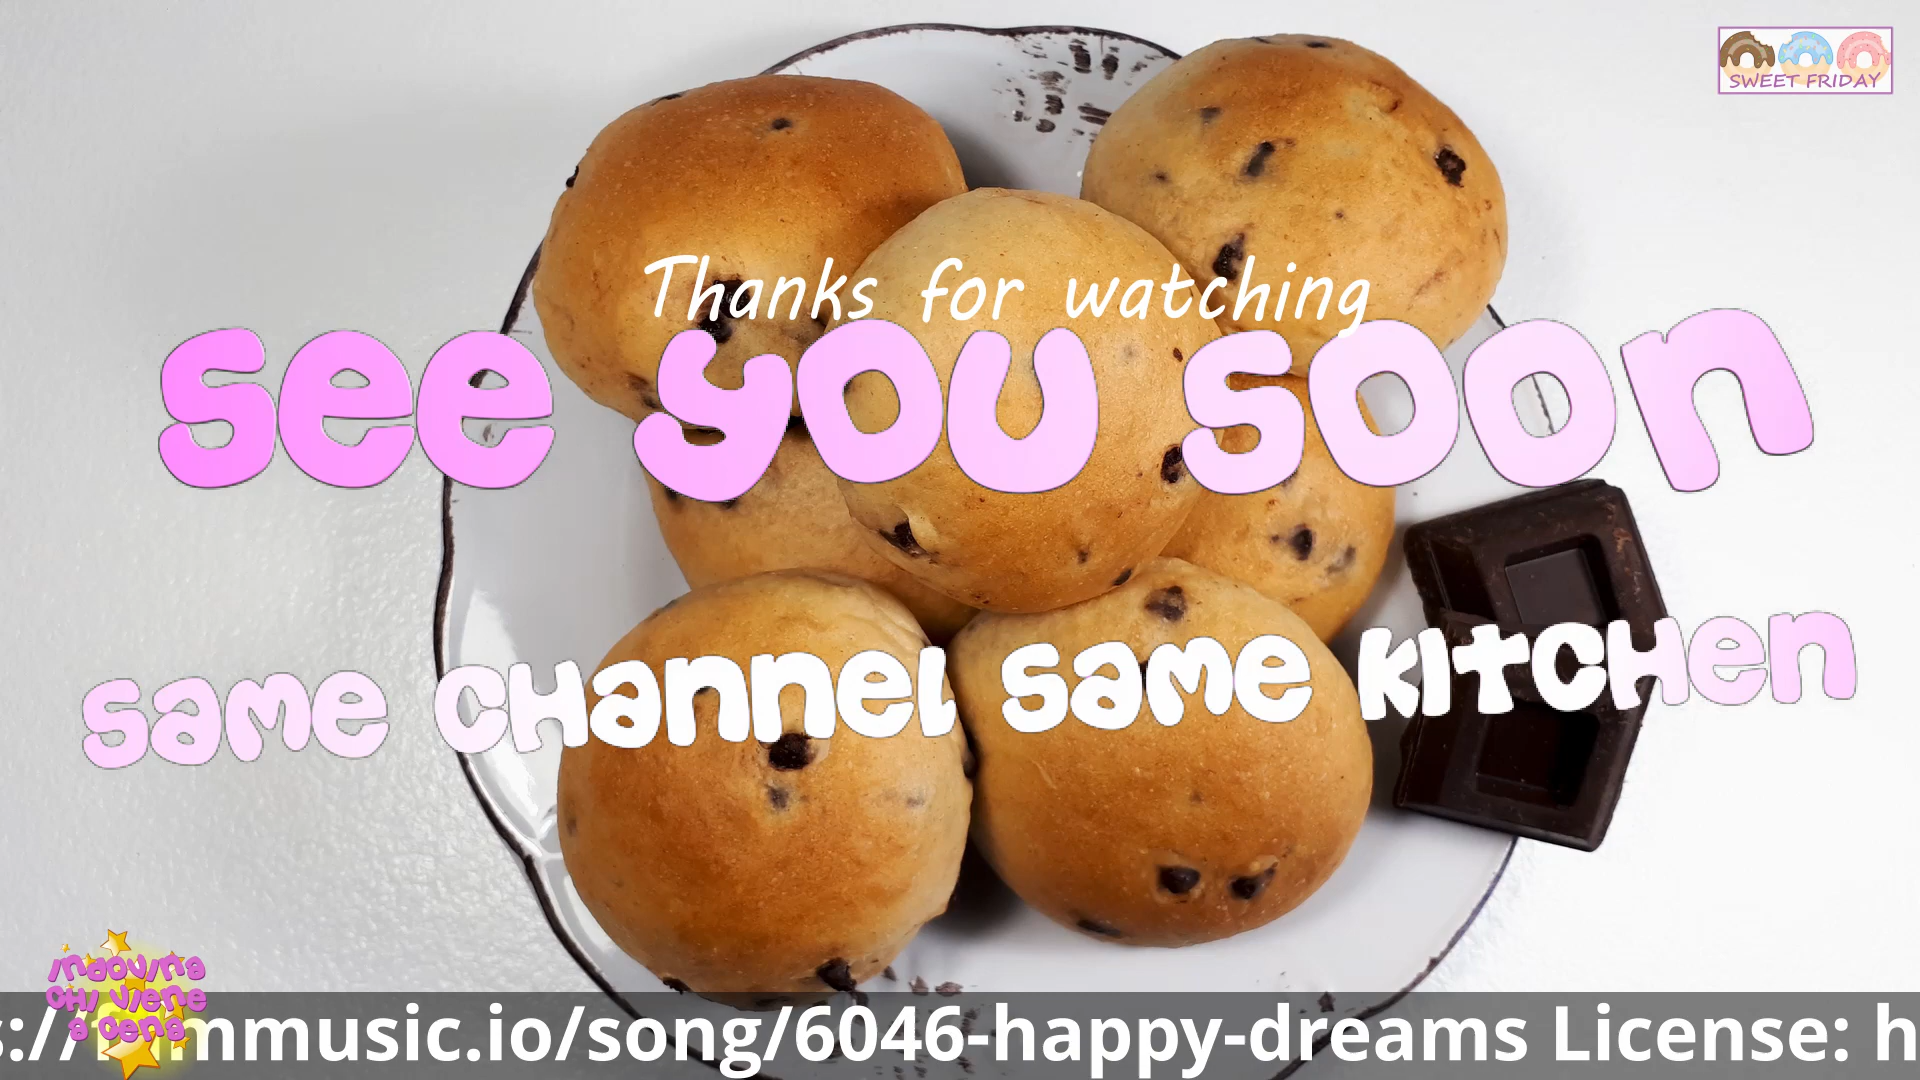 SWEET FRIDAY
Thanks for watching
see you soon
same channel same kitchen
indovina
chi viene
a cena
s://filmmusic.io/song/6046-happy-dreams License: h